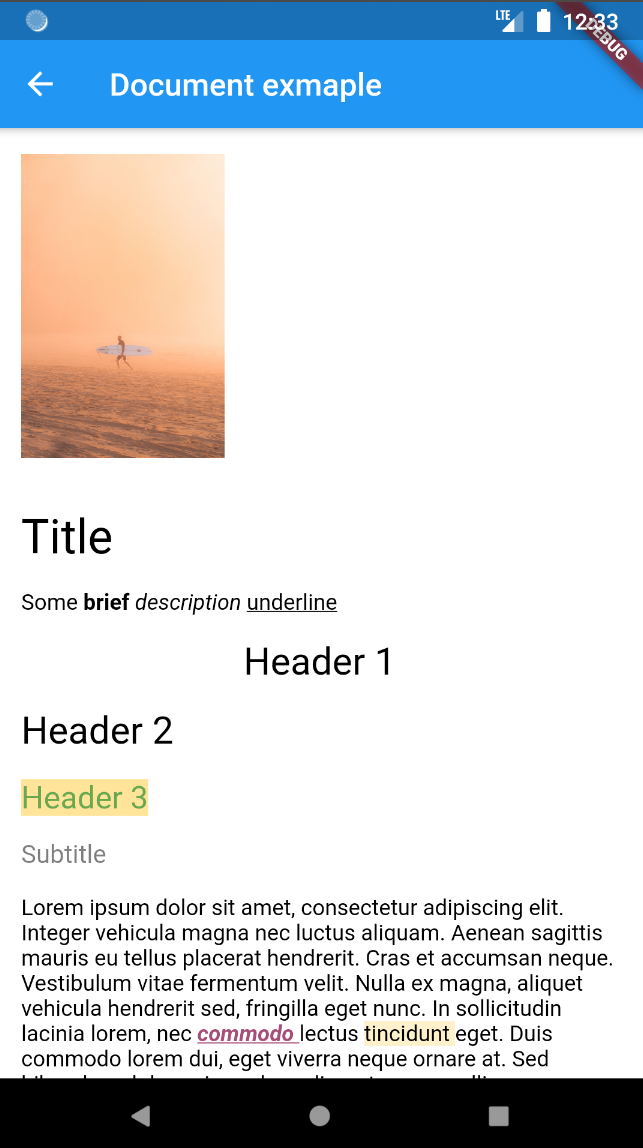 LTE
12:33
DEBUG
Document exmaple
Title
Some brief description underline
Header 1
Header 2
Header 3
Subtitle
Lorem ipsum dolor sit amet, consectetur adipiscing elit.
Integer vehicula magna nec luctus aliquam. Aenean sagittis
mauris eu tellus placerat hendrerit. Cras et accumsan neque.
Vestibulum vitae fermentum velit. Nulla ex magna, aliquet
vehicula hendrerit sed, fringilla eget nunc. In sollicitudin
lacinia lorem, nec commodo lectus tincidunt eget. Duis
commodo lorem dui, eget viverra neque ornare at. Sed